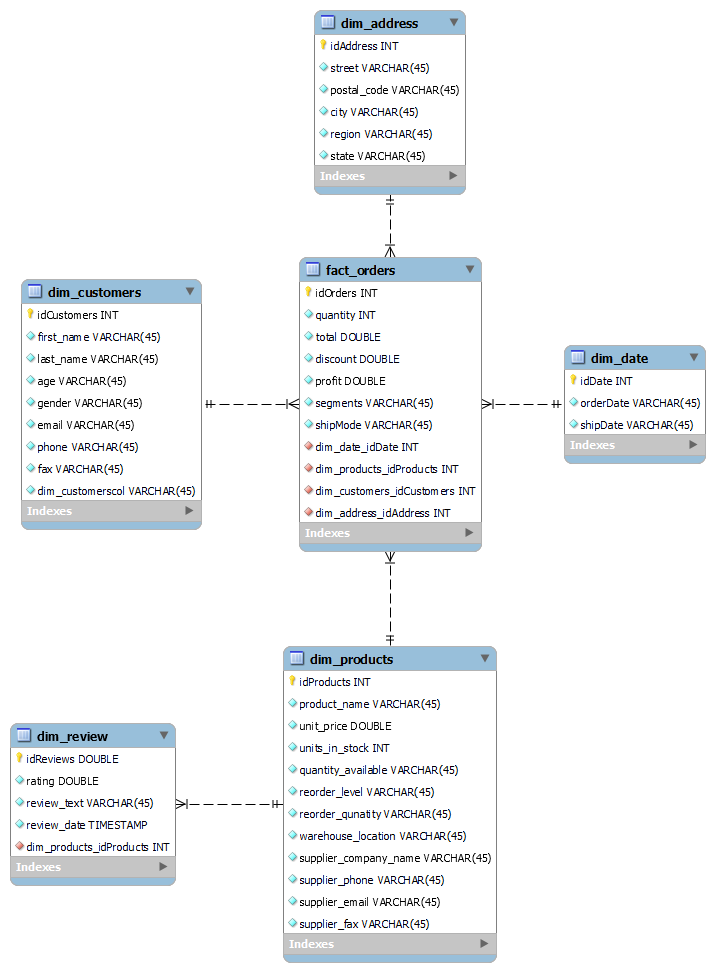 dim_address
idAddress INT
street VARCHAR(45)
postal_code VARCHAR(45)
city VARCHAR(45)
region VARCHAR(45)
state VARCHAR(45)
Indexes
dim_customers
idCustomers INT
first_name VARCHAR(45)
last_name VARCHAR(45)
age VARCHAR(45)
gender VARCHAR(45)
email VARCHAR(45)
phone VARCHAR(45)
fax VARCHAR(45)
dim_customerscol VARCHAR(45)
Indexes
fact_orders
idOrders INT
quantity INT
total DOUBLE
discount DOUBLE
profit DOUBLE
segments VARCHAR(45)
shipMode VARCHAR(45)
dim_date_idDate INT
dim_products_idProducts INT
dim_customers_idCustomers INT
dim_address_idAddress INT
Indexes
dim_date
idDate INT
orderDate VARCHAR(45)
shipDate VARCHAR(45)
Indexes
dim_products
idProducts INT
product_name VARCHAR(45)
unit_price DOUBLE
units_in_stock INT
quantity_available VARCHAR(45)
reorder_level VARCHAR(45)
reorder_qunatity VARCHAR(45)
warehouse_location VARCHAR(45)
supplier_company_name VARCHAR(45)
supplier_phone VARCHAR(45)
supplier_email VARCHAR(45)
supplier_fax VARCHAR(45)
Indexes
dim_review
idReviews DOUBLE
rating DOUBLE
review_text VARCHAR(45)
review_date TIMESTAMP
dim_products_idProducts INT
Indexes